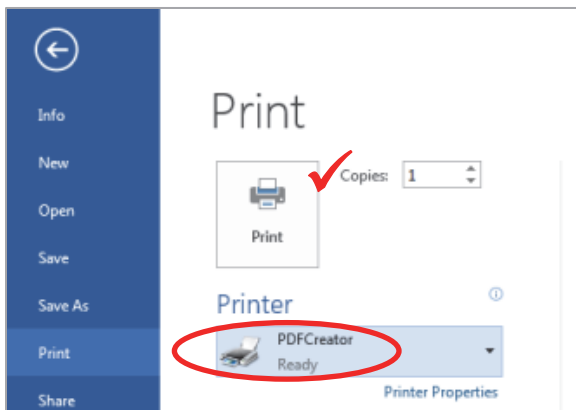 Info
New
Open
Save
Save As
Print
Share
Print
Print
Copies: 1
Printer
PDFCreator
Ready
Printer Properties